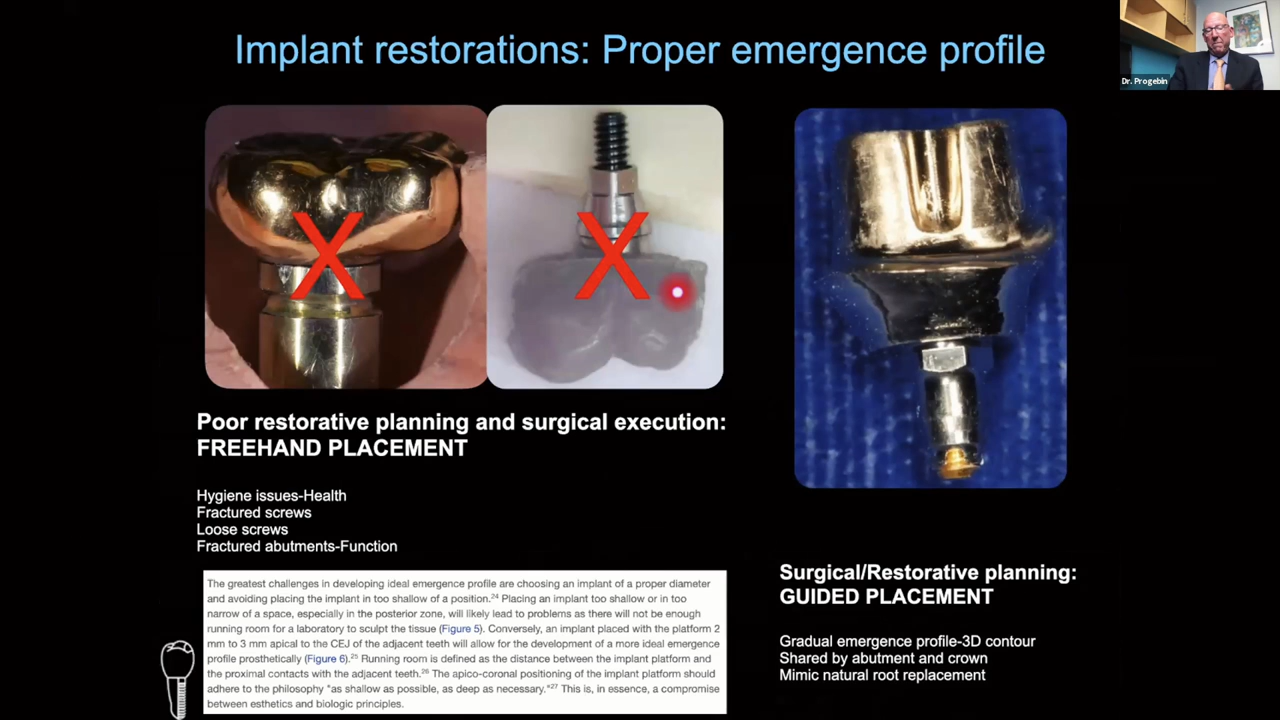 Implant restorations: Proper emergence profile
Dr. Progebin
X
X
Poor restorative planning and surgical execution:
FREEHAND PLACEMENT
Hygiene issues-Health
Fractured screws
Loose screws
Fractured abutments-Function
The greatest challenges in developing ideal emergence profile are choosing an implant of a proper diameter
and avoiding placing the implant in too shallow of a position.24 Placing an implant too shallow or in too
narrow of a space, especially in the posterior zone, will likely lead to problems as there will not be enough
running room for a laboratory to sculpt the tissue (Figure 5). Conversely, an implant placed with the platform 2
mm to 3 mm apical to the CEJ of the adjacent teeth will allow for the development of a more ideal emergence
profile prosthetically (Figure 6).25 Running room is defined as the distance between the implant platform and
the proximal contacts with the adjacent teeth.26 The apico-coronal positioning of the implant platform should
adhere to the philosophy "as shallow as possible, as deep as necessary."27 This is, in essence, a compromise
between esthetics and biologic principles.
Surgical/Restorative planning:
GUIDED PLACEMENT
Gradual emergence profile-3D contour
Shared by abutment and crown
Mimic natural root replacement